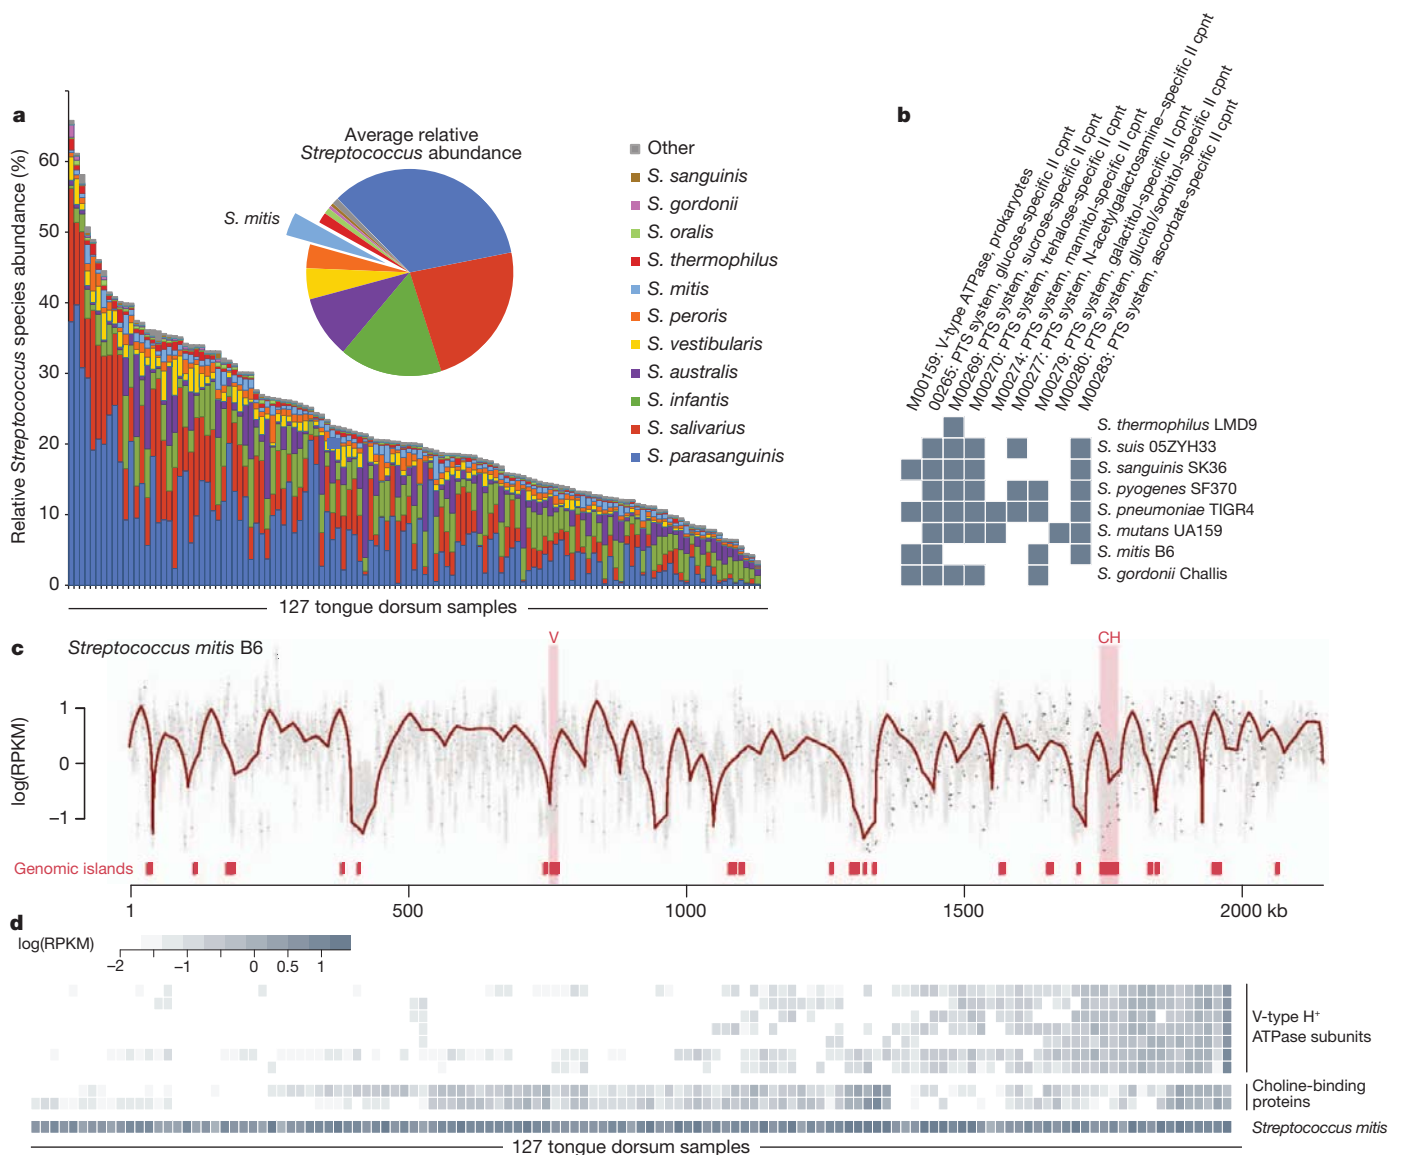 a
Average relative
Streptococcus abundance
S. mitis
Relative Streptococcus species abundance (%)
60
50
40
30
20
10
0
127 tongue dorsum samples
Other
S. sanguinis
S. gordonii
S. oralis
S. thermophilus
S. mitis
S. peroris
S. vestibularis
S. australis
S. infantis
S. salivarius
S. parasanguinis
b
M00159: V-type ATPase, prokaryotes
00265: PTS system, glucose-specific II cpnt
M00269: PTS system, sucrose-specific II cpnt
M00270: PTS system, trehalose-specific II cpnt
M00274: PTS system, mannitol-specific II cpnt
M00277: PTS system, N-acetylgalactosamine-specific II cpnt
M00279: PTS system, galactitol-specific II cpnt
M00280: PTS system, glucitol/sorbitol-specific II cpnt
M00283: PTS system, ascorbate-specific II cpnt
S. thermophilus LMD9
S. suis 05ZYH33
S. sanguinis SK36
S. pyogenes SF370
S. pneumoniae TIGR4
S. mutans UA159
S. mitis B6
S. gordonii Challis
c
Streptococcus mitis B6
V
CH
log(RPKM)
1
0
−1
Genomic islands
1
500
1000
1500
2000 kb
d
log(RPKM)
−2
−1
0
0.5
1
V-type H+
ATPase subunits
Choline-binding
proteins
Streptococcus mitis
127 tongue dorsum samples